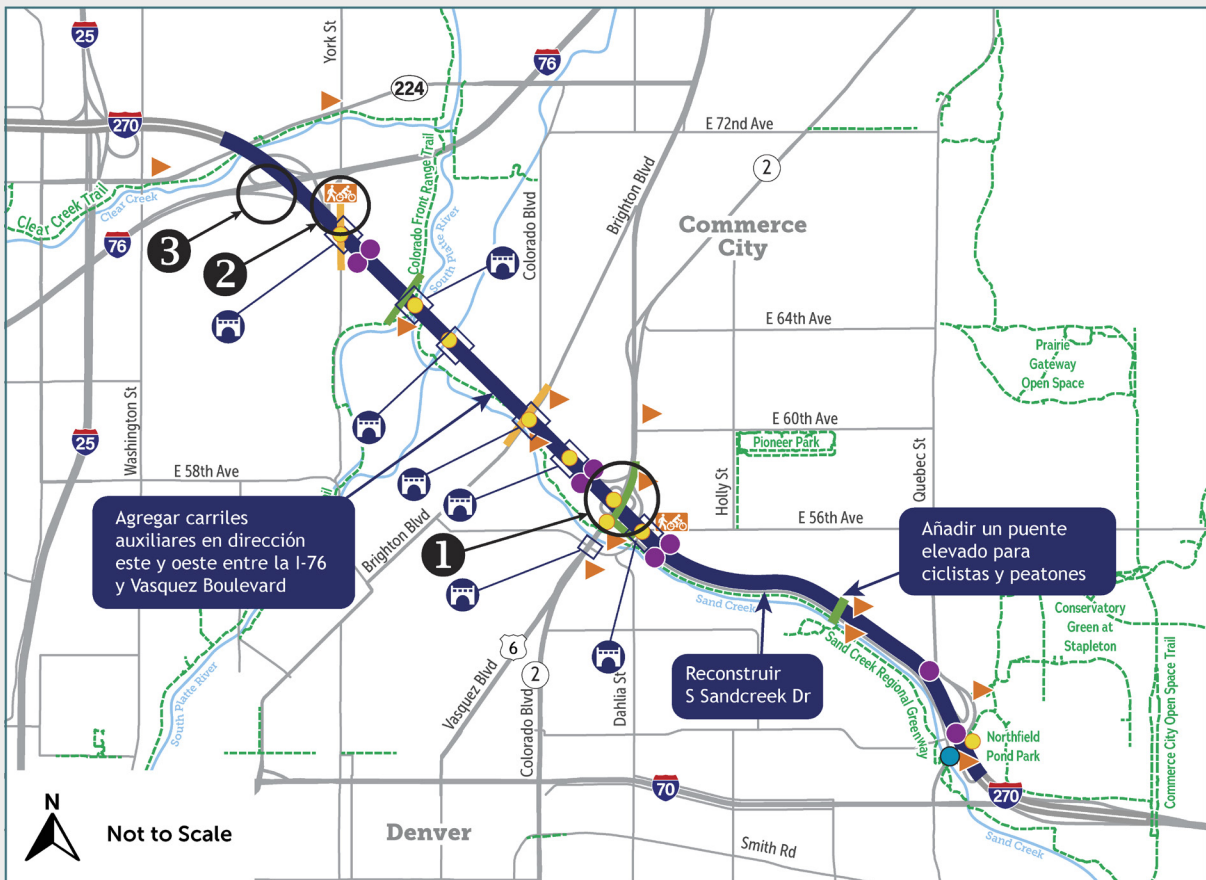 25
York St
76
224
270
E 72nd Ave
2
Clear Creek Trail
Clear Creek
Colorado Front Range Trail
South Platte River
Colorado Blvd
Brighton Blvd
Commerce
City
76
3
2
E 64th Ave
Prairie
Gateway
Open Space
Washington St
25
E 60th Ave
Pioneer Park
E 58th Ave
Holly St
Quebec St
Agregar carriles
auxiliares en dirección
este y oeste entre la I-76
y Vasquez Boulevard
Brighton Blvd
1
E 56th Ave
Añadir un puente
elevado para
ciclistas y peatones
Sand Creek
Conservatory
Green at
Stapleton
Sand Creek Regional Greenway
Commerce City Open Space Trail
South Platte River
6
Vasquez Blvd
2
Colorado Blvd
Dahlia St
Reconstruir
S Sandcreek Dr
Northfield
Pond Park
70
270
N
Not to Scale
Denver
Smith Rd
Sand Creek